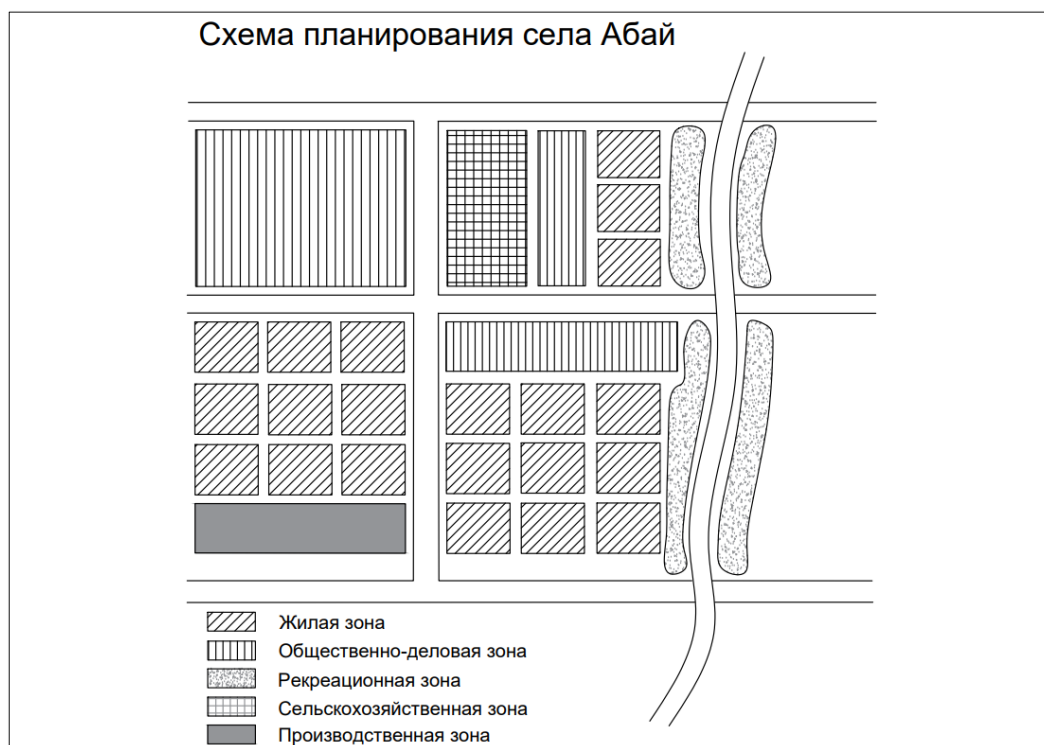 Схема планирования села Абай
Жилая зона
Общественно-деловая зона
Рекреационная зона
Сельскохозяйственная зона
Производственная зона